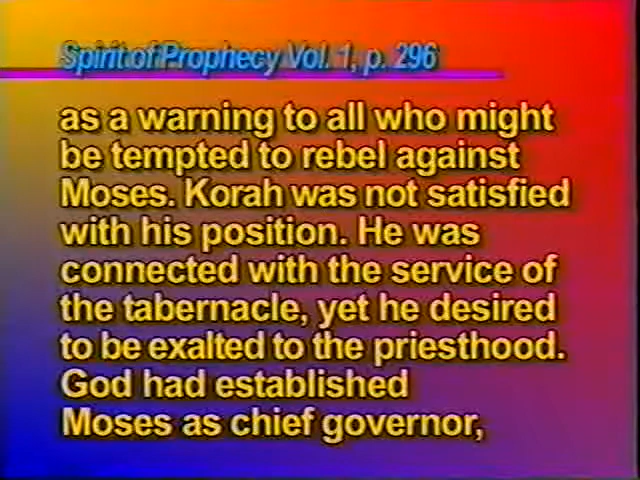 Spirit of Prophecy Vol. 1, p. 296
as a warning to all who might
be tempted to rebel against
Moses. Korah was not satisfied
with his position. He was
connected with the service of
the tabernacle, yet he desired
to be exalted to the priesthood.
God had established
Moses as chief governor,